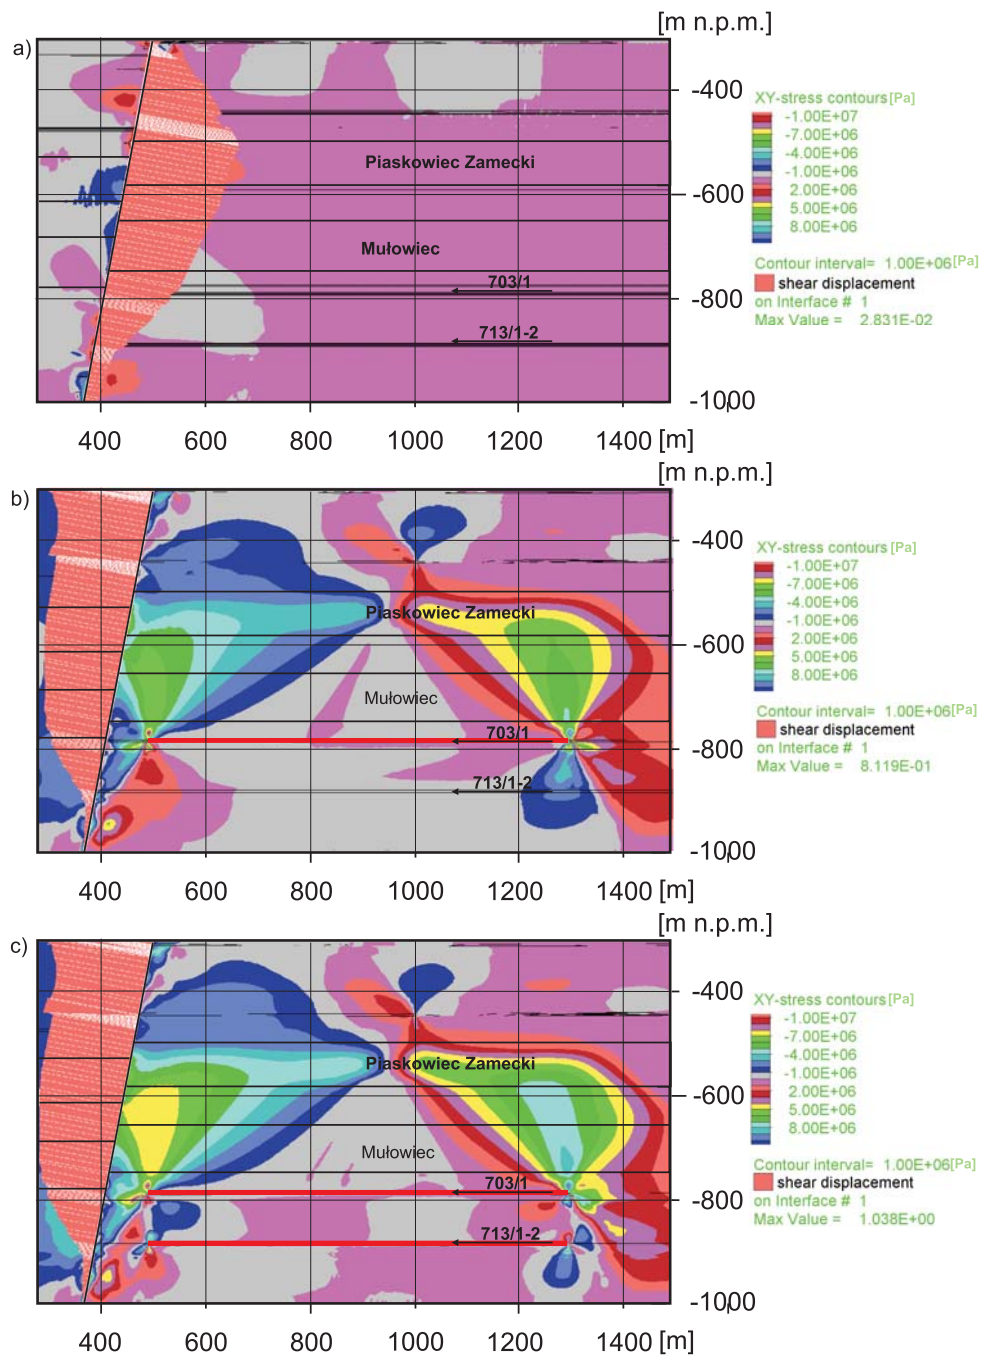 [m n.p.m.]
a)
-400
XY-stress contours[Pa]
-1.00E+07
-7.00E+06
-4.00E+06
-1.00E+06
2.00E+06
5.00E+06
8.00E+06
Piaskowiec Zamecki
-600
Mułowiec
Contour interval= 1.00E+06[Pa]
703/1
shear displacement
-800
on Interface # 1
Max Value = 2.831E-02
713/1-2
-1000
400 600 800 1000 1200 1400 [m]
[m n.p.m.]
b)
-400
XY-stress contours[Pa]
-1.00E+07
-7.00E+06
-4.00E+06
-1.00E+06
2.00E+06
5.00E+06
8.00E+06
Piaskowiec Zamecki
-600
Mułowiec
Contour interval= 1.00E+06[Pa]
703/1
shear displacement
-800
on Interface # 1
Max Value = 8.119E-01
713/1-2
-1000
400 600 800 1000 1200 1400 [m]
[m n.p.m.]
c)
-400
XY-stress contours[Pa]
-1.00E+07
-7.00E+06
-4.00E+06
-1.00E+06
2.00E+06
5.00E+06
8.00E+06
Piaskowiec Zamecki
-600
Mułowiec
Contour interval= 1.00E+06[Pa]
703/1
shear displacement
-800
on Interface # 1
Max Value = 1.038E+00
713/1-2
-1000
400 600 800 1000 1200 1400 [m]